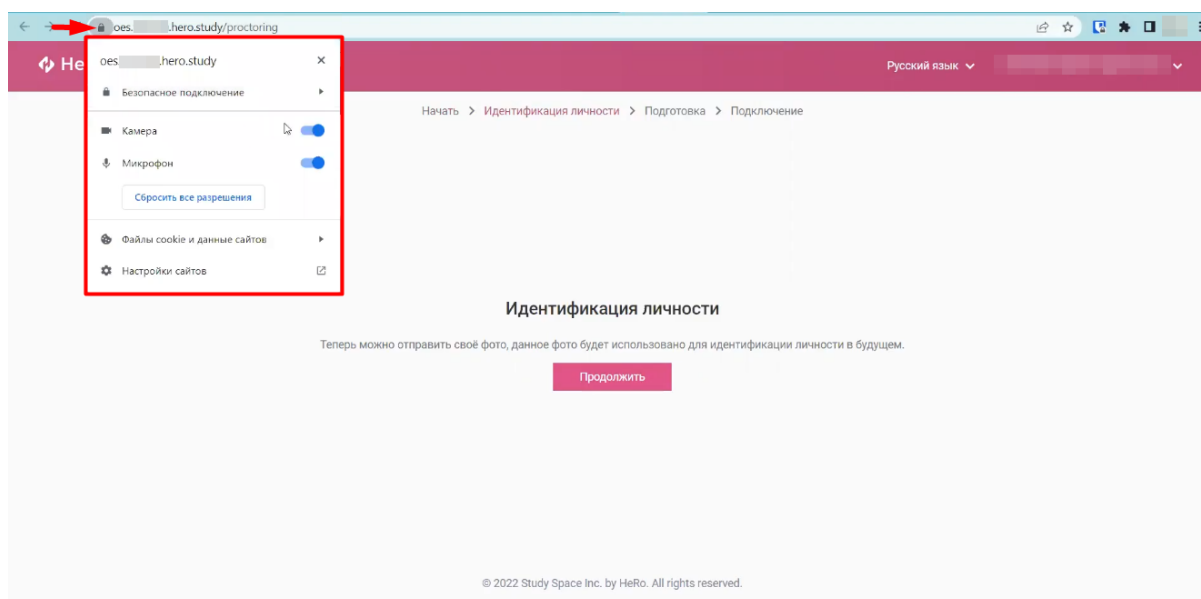 oes. .hero.study/proctoring
He
oes .hero.study
Безопасное подключение
Камера
Микрофон
Сбросить все разрешения
Файлы cookie и данные сайтов
Настройки сайтов
Русский язык
Начать > Идентификация личности > Подготовка > Подключение
Идентификация личности
Теперь можно отправить своё фото, данное фото будет использовано для идентификации личности в будущем.
Продолжить
© 2022 Study Space Inc. by HeRo. All rights reserved.